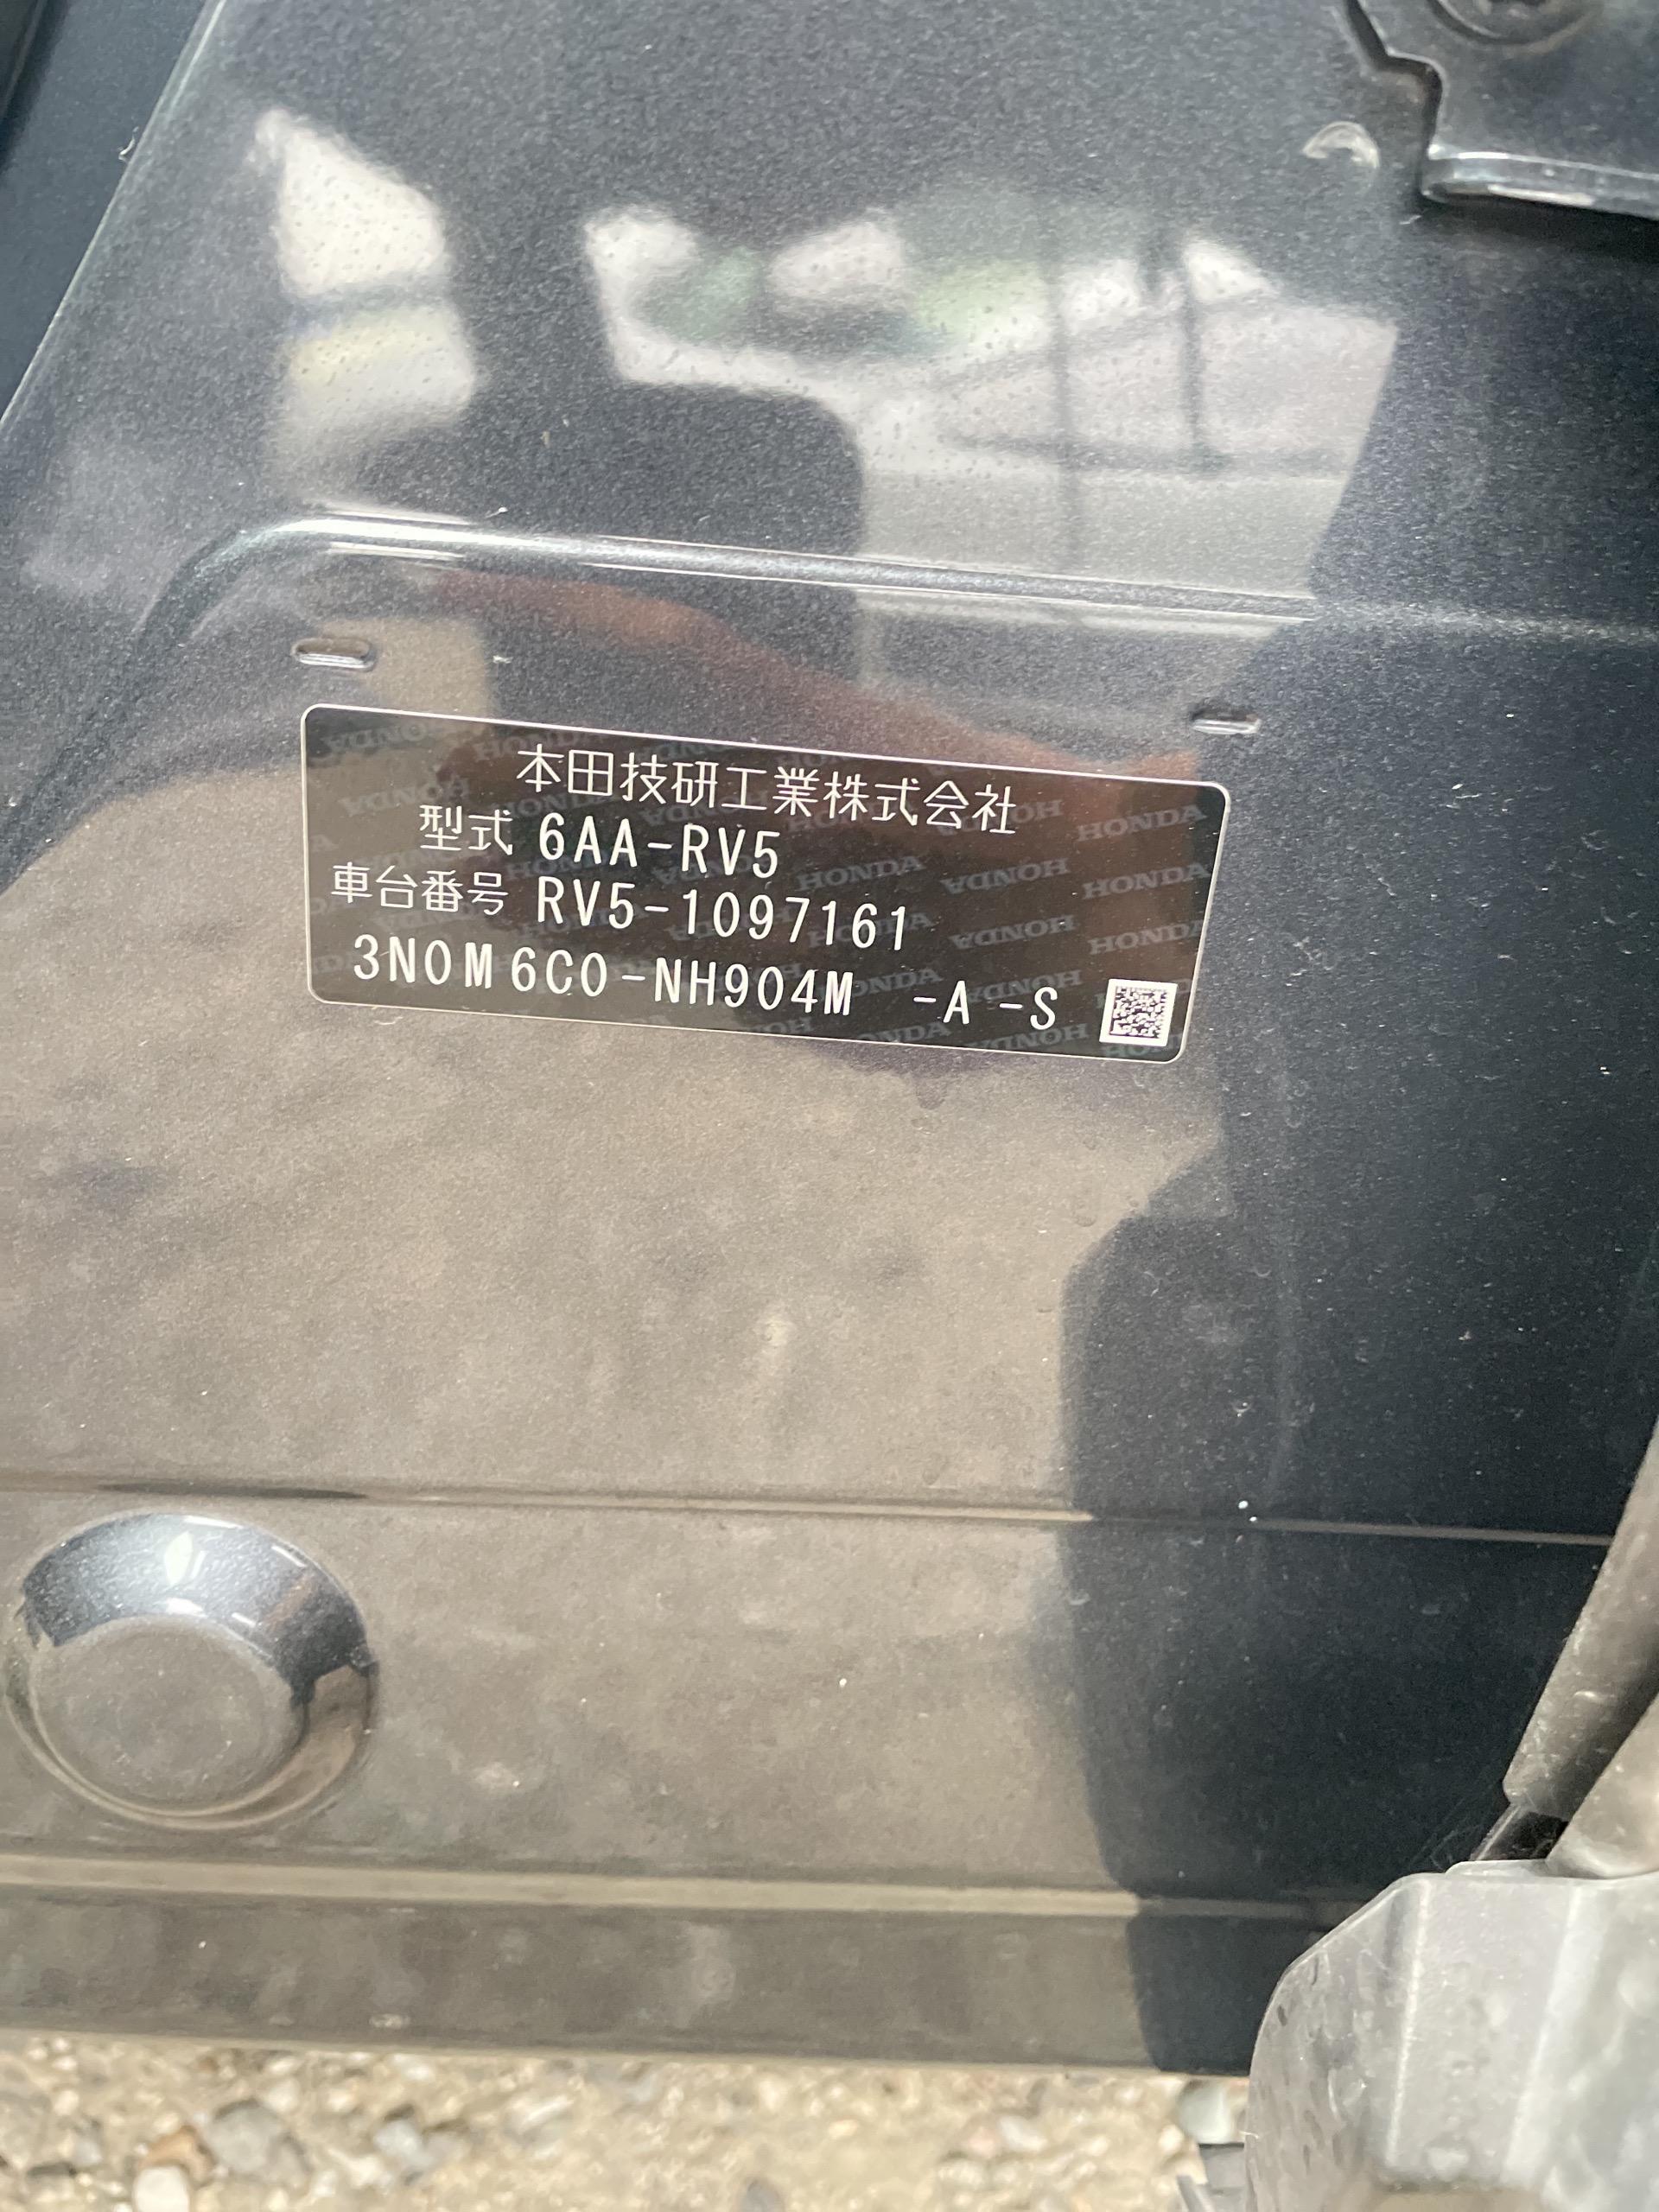 本田技研工業株式会社
型式 6AA-RV5
車台番号 RV5-1097161
3N0M6C0-NH904M -A -S